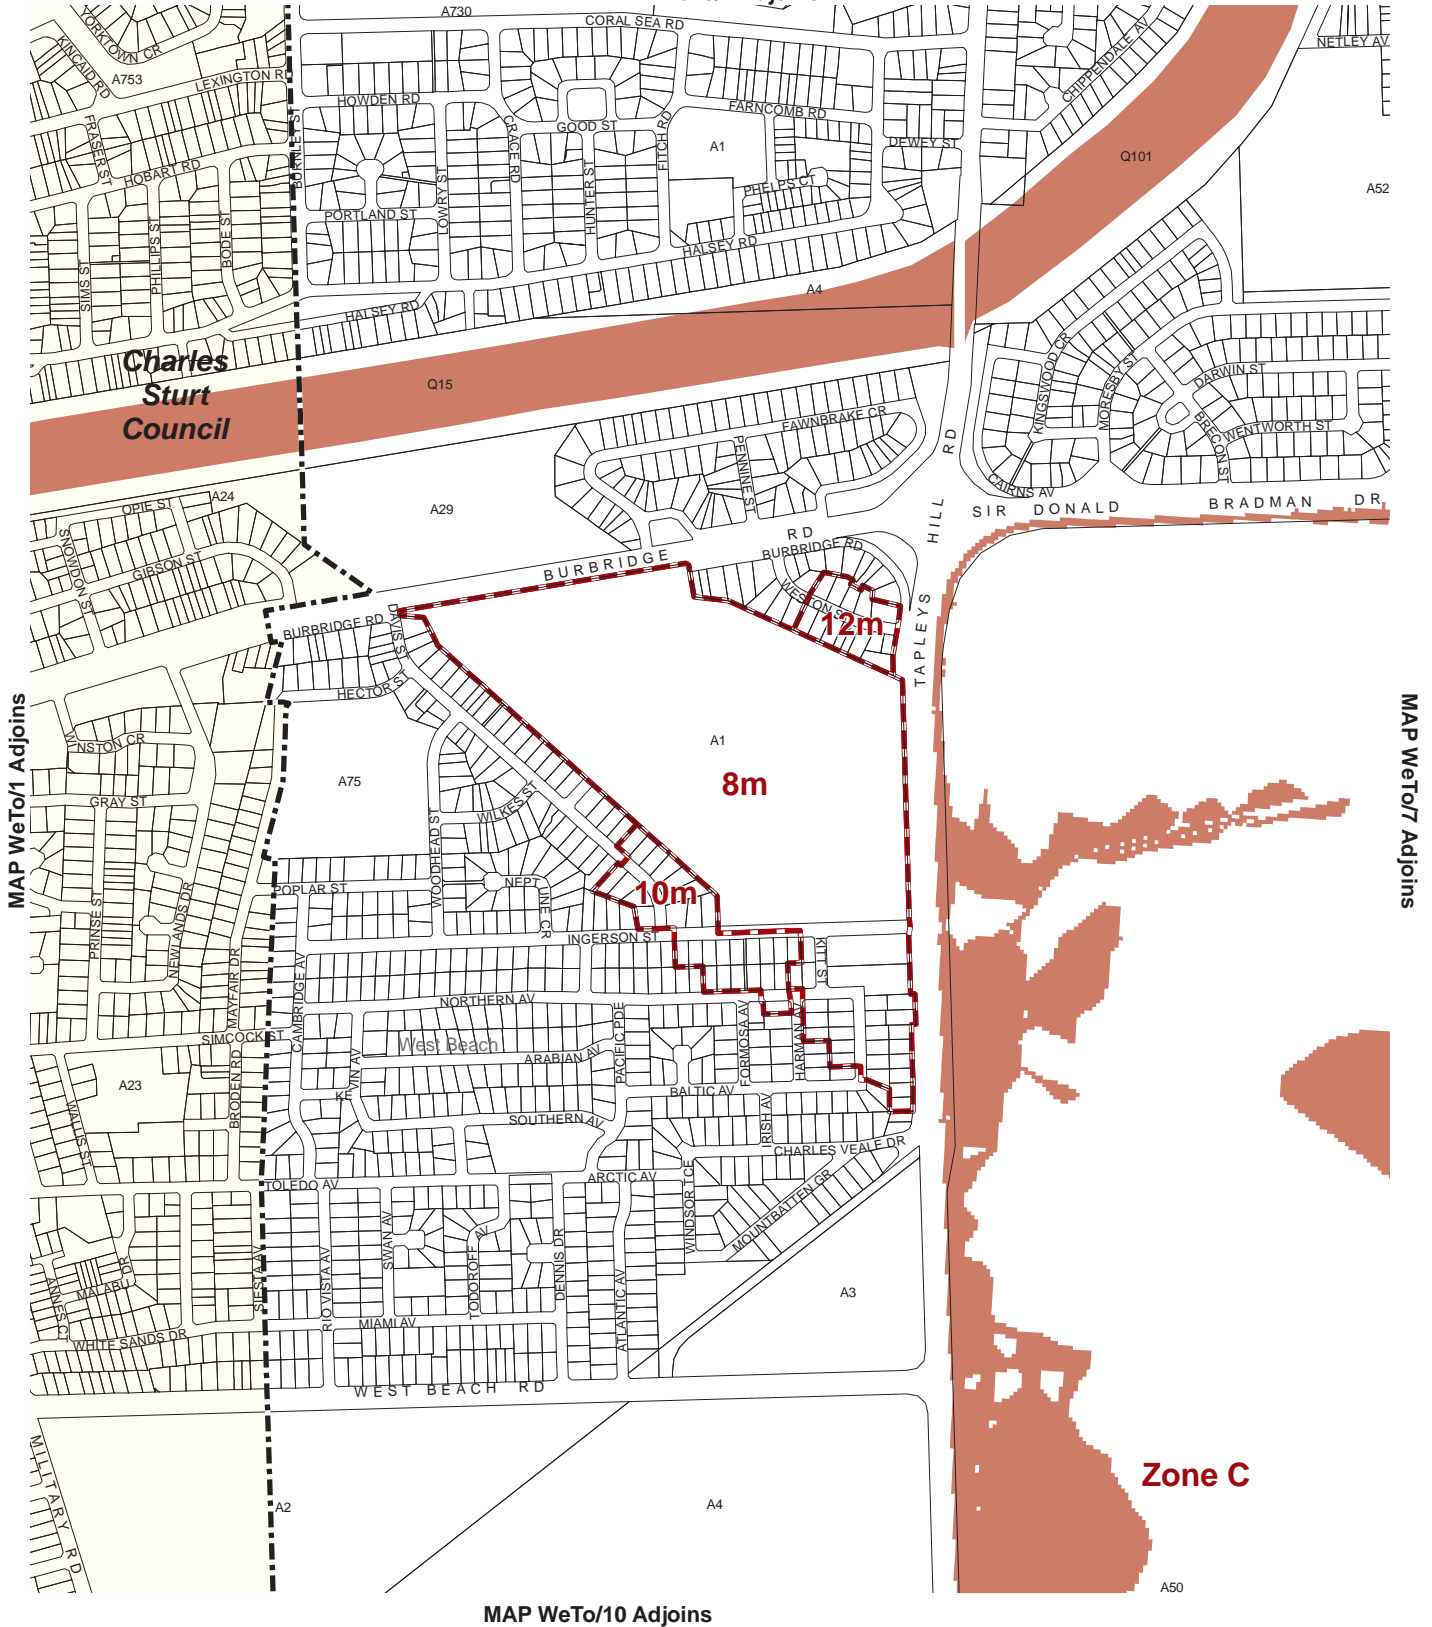 A730
CORAL SEA RD
YORKTOWN CR
KINCAID RD
A753
LEXINGTON RD
NETLEY AV
CHIPPENDALE AV
HOWDEN RD
FARNCOMB RD
GOOD ST
FRASER ST
BURNLEY ST
CRACE RD
FITCH RD
A1
DEWEY ST
Q101
HOBART RD
LOWRY ST
HUNTER ST
PHELPS CT
A52
PORTLAND ST
PHILLIPS ST
BODE ST
SIMS ST
HALSEY RD
A4
HALSEY RD
Charles
Sturt
Council
Q15
KINGSWOOD CR
MORESBY ST
DARWIN ST
FAWNBRAKE CR
BRECON ST
WENTWORTH ST
PENNINE ST
RD
CAIRNS AV
A24
OPIE ST
A29
SIR DONALD BRADMAN DR
HILL
SNOWDON ST
GIBSON ST
BURBRIDGE
RD
BURBRIDGE RD
WESTON ST
12m
TAPLEYS
BURBRIDGE RD
DAVIS ST
HECTOR ST
MAP WeTo/1 Adjoins
MAP WeTo/7 Adjoins
WINSTON CR
A1
8m
A75
GRAY ST
WILKES ST
WOODHEAD ST
POPLAR ST
NEPTUNE CR
10m
PRINSE ST
NEWLANDS DR
INGERSON ST
KITT ST
MAYFAIR DR
CAMBRIDGE AV
NORTHERN AV
SIMCOCK ST
West Beach
ARABIAN AV
PACIFIC PDE
FORMOSA AV
HARMAN AV
A23
KEVIN AV
BALTIC AV
BRODEN RD
WALLIS ST
SOUTHERN AV
IRISH AV
CHARLES VEALE DR
TOLEDO AV
ARCTIC AV
WINDSOR TCE
MOUNTBATTEN GR
SWAN AV
TODOROFF AV
DENNIS DR
MALABU DR
SIESTA AV
RIO VISTA AV
ATLANTIC AV
A3
ANNES CT
WHITE SANDS DR
MIAMI AV
WEST BEACH RD
MILITARY RD
Zone C
A2
A4
A50
MAP WeTo/10 Adjoins